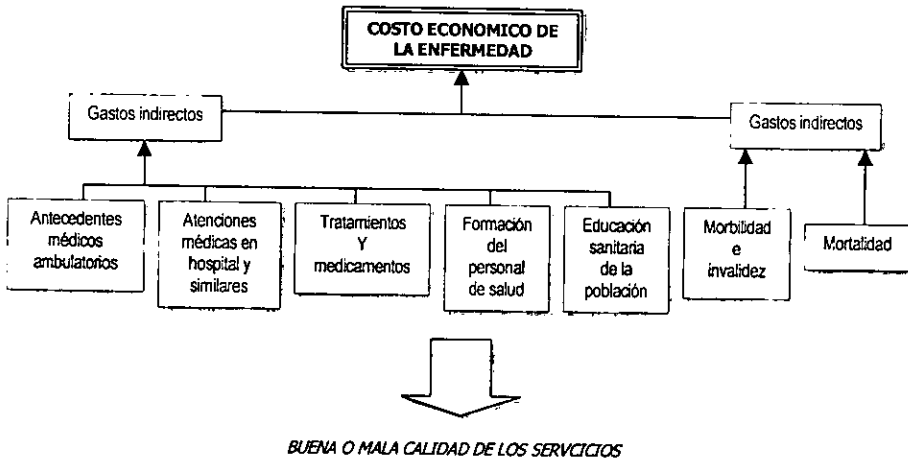 COSTO ECONOMICO DE
LA ENFERMEDAD
Gastos indirectos
Gastos indirectos
Antecedentes
médicos
ambulatorios
Atenciones
médicas en
hospital y
similares
Tratamientos
Y
medicamentos
Formación
del
personal
de salud
Educación
sanitaria
de la
población
Morbilidad
e
invalidez
Mortalidad
BUENA O MALA CALIDAD DE LOS SERVCICIOS